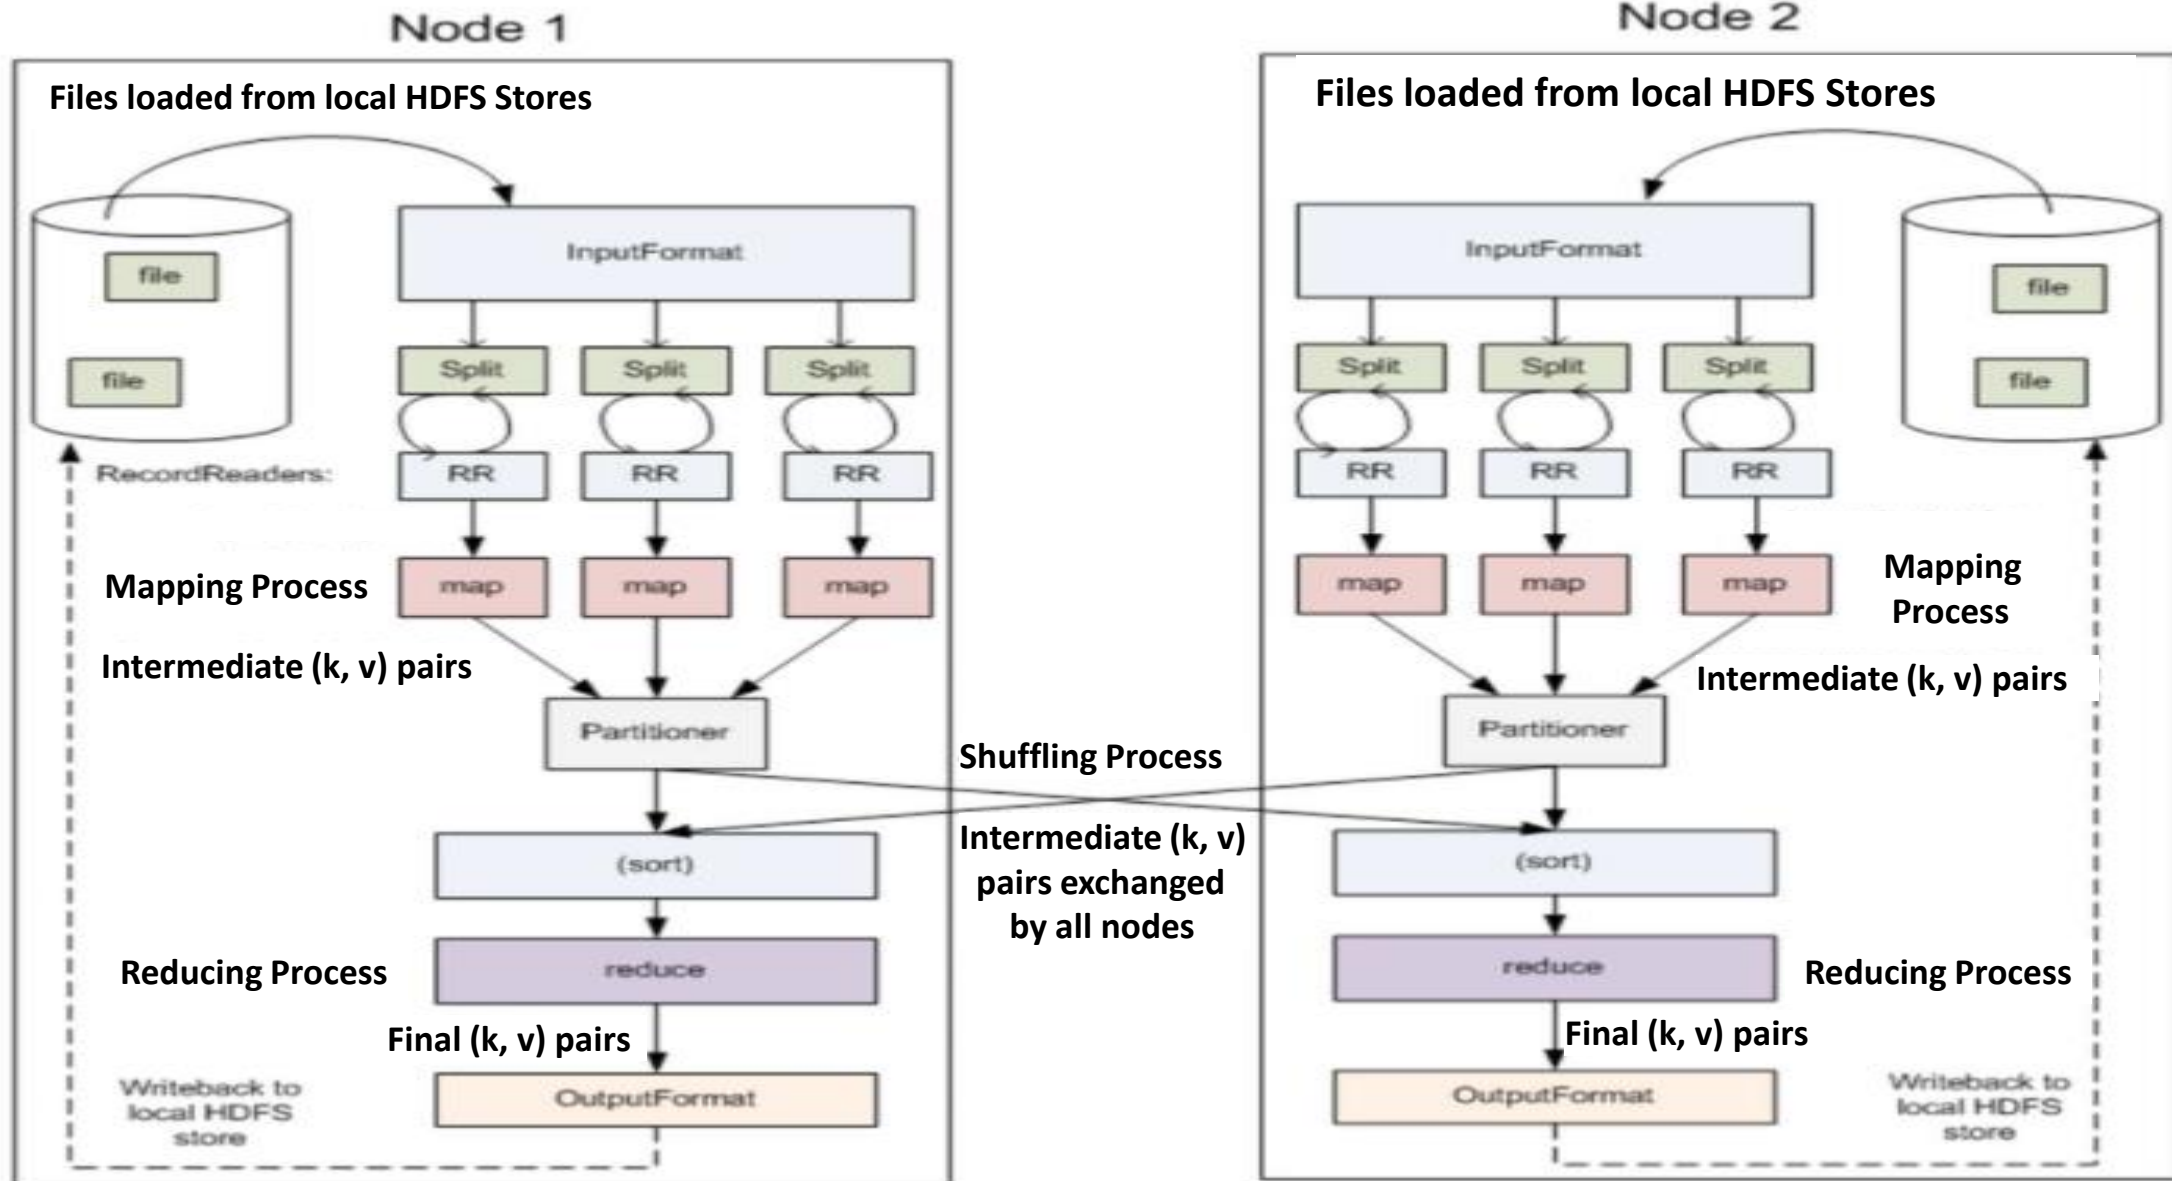 Node 1
Files loaded from local HDFS Stores
InputFormat
file
file
Split
Split
Split
RecordReaders:
RR
RR
RR
Mapping Process
map
map
map
Intermediate (k, v) pairs
Partitioner
(sort)
Reducing Process
reduce
Final (k, v) pairs
OutputFormat
Writeback to
local HDFS
store
Shuffling Process
Intermediate (k, v)
pairs exchanged
by all nodes
Node 2
Files loaded from local HDFS Stores
InputFormat
file
file
Split
Split
Split
RR
RR
RR
map
map
map
Mapping
Process
Intermediate (k, v) pairs
Partitioner
(sort)
reduce
Reducing Process
Final (k, v) pairs
OutputFormat
Writeback to
local HDFS
store